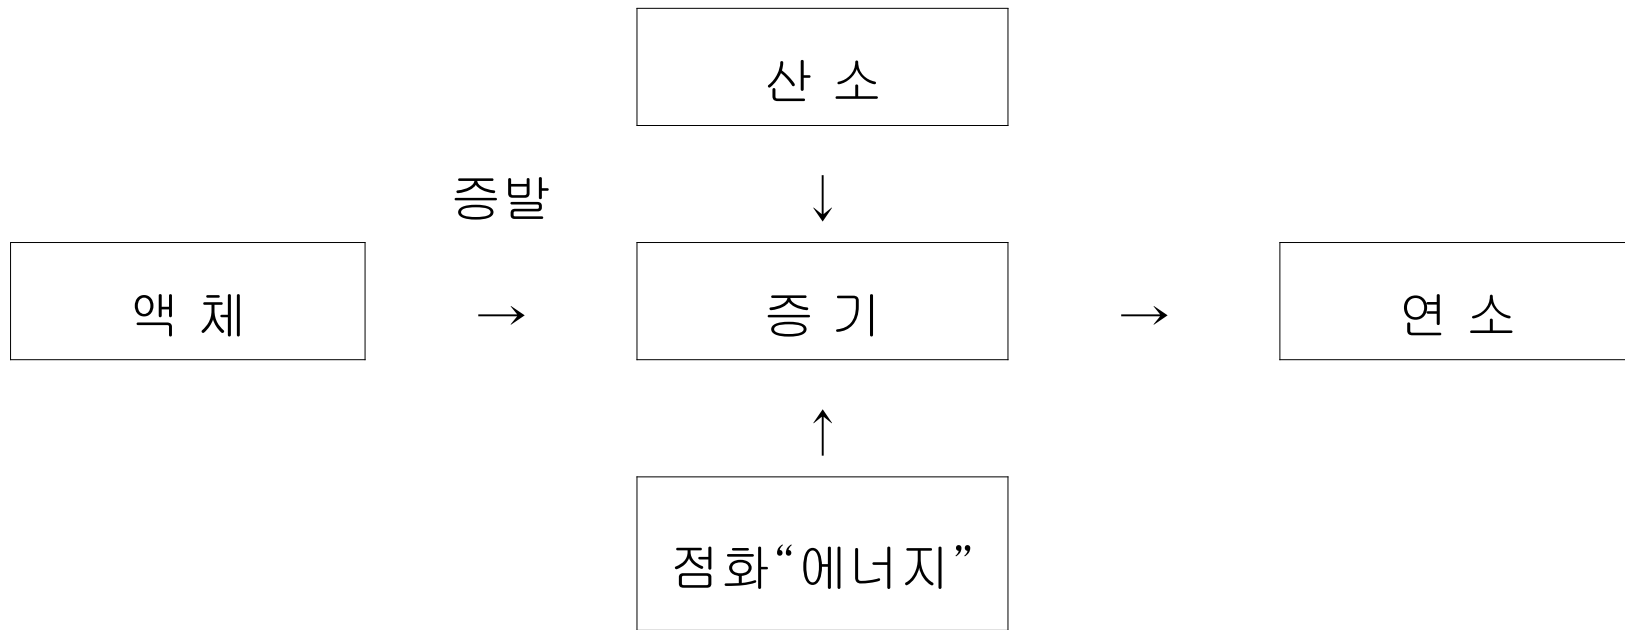 산 소
증발
↓
액 체 → 증 기 → 연 소
↑
점화“에너지”